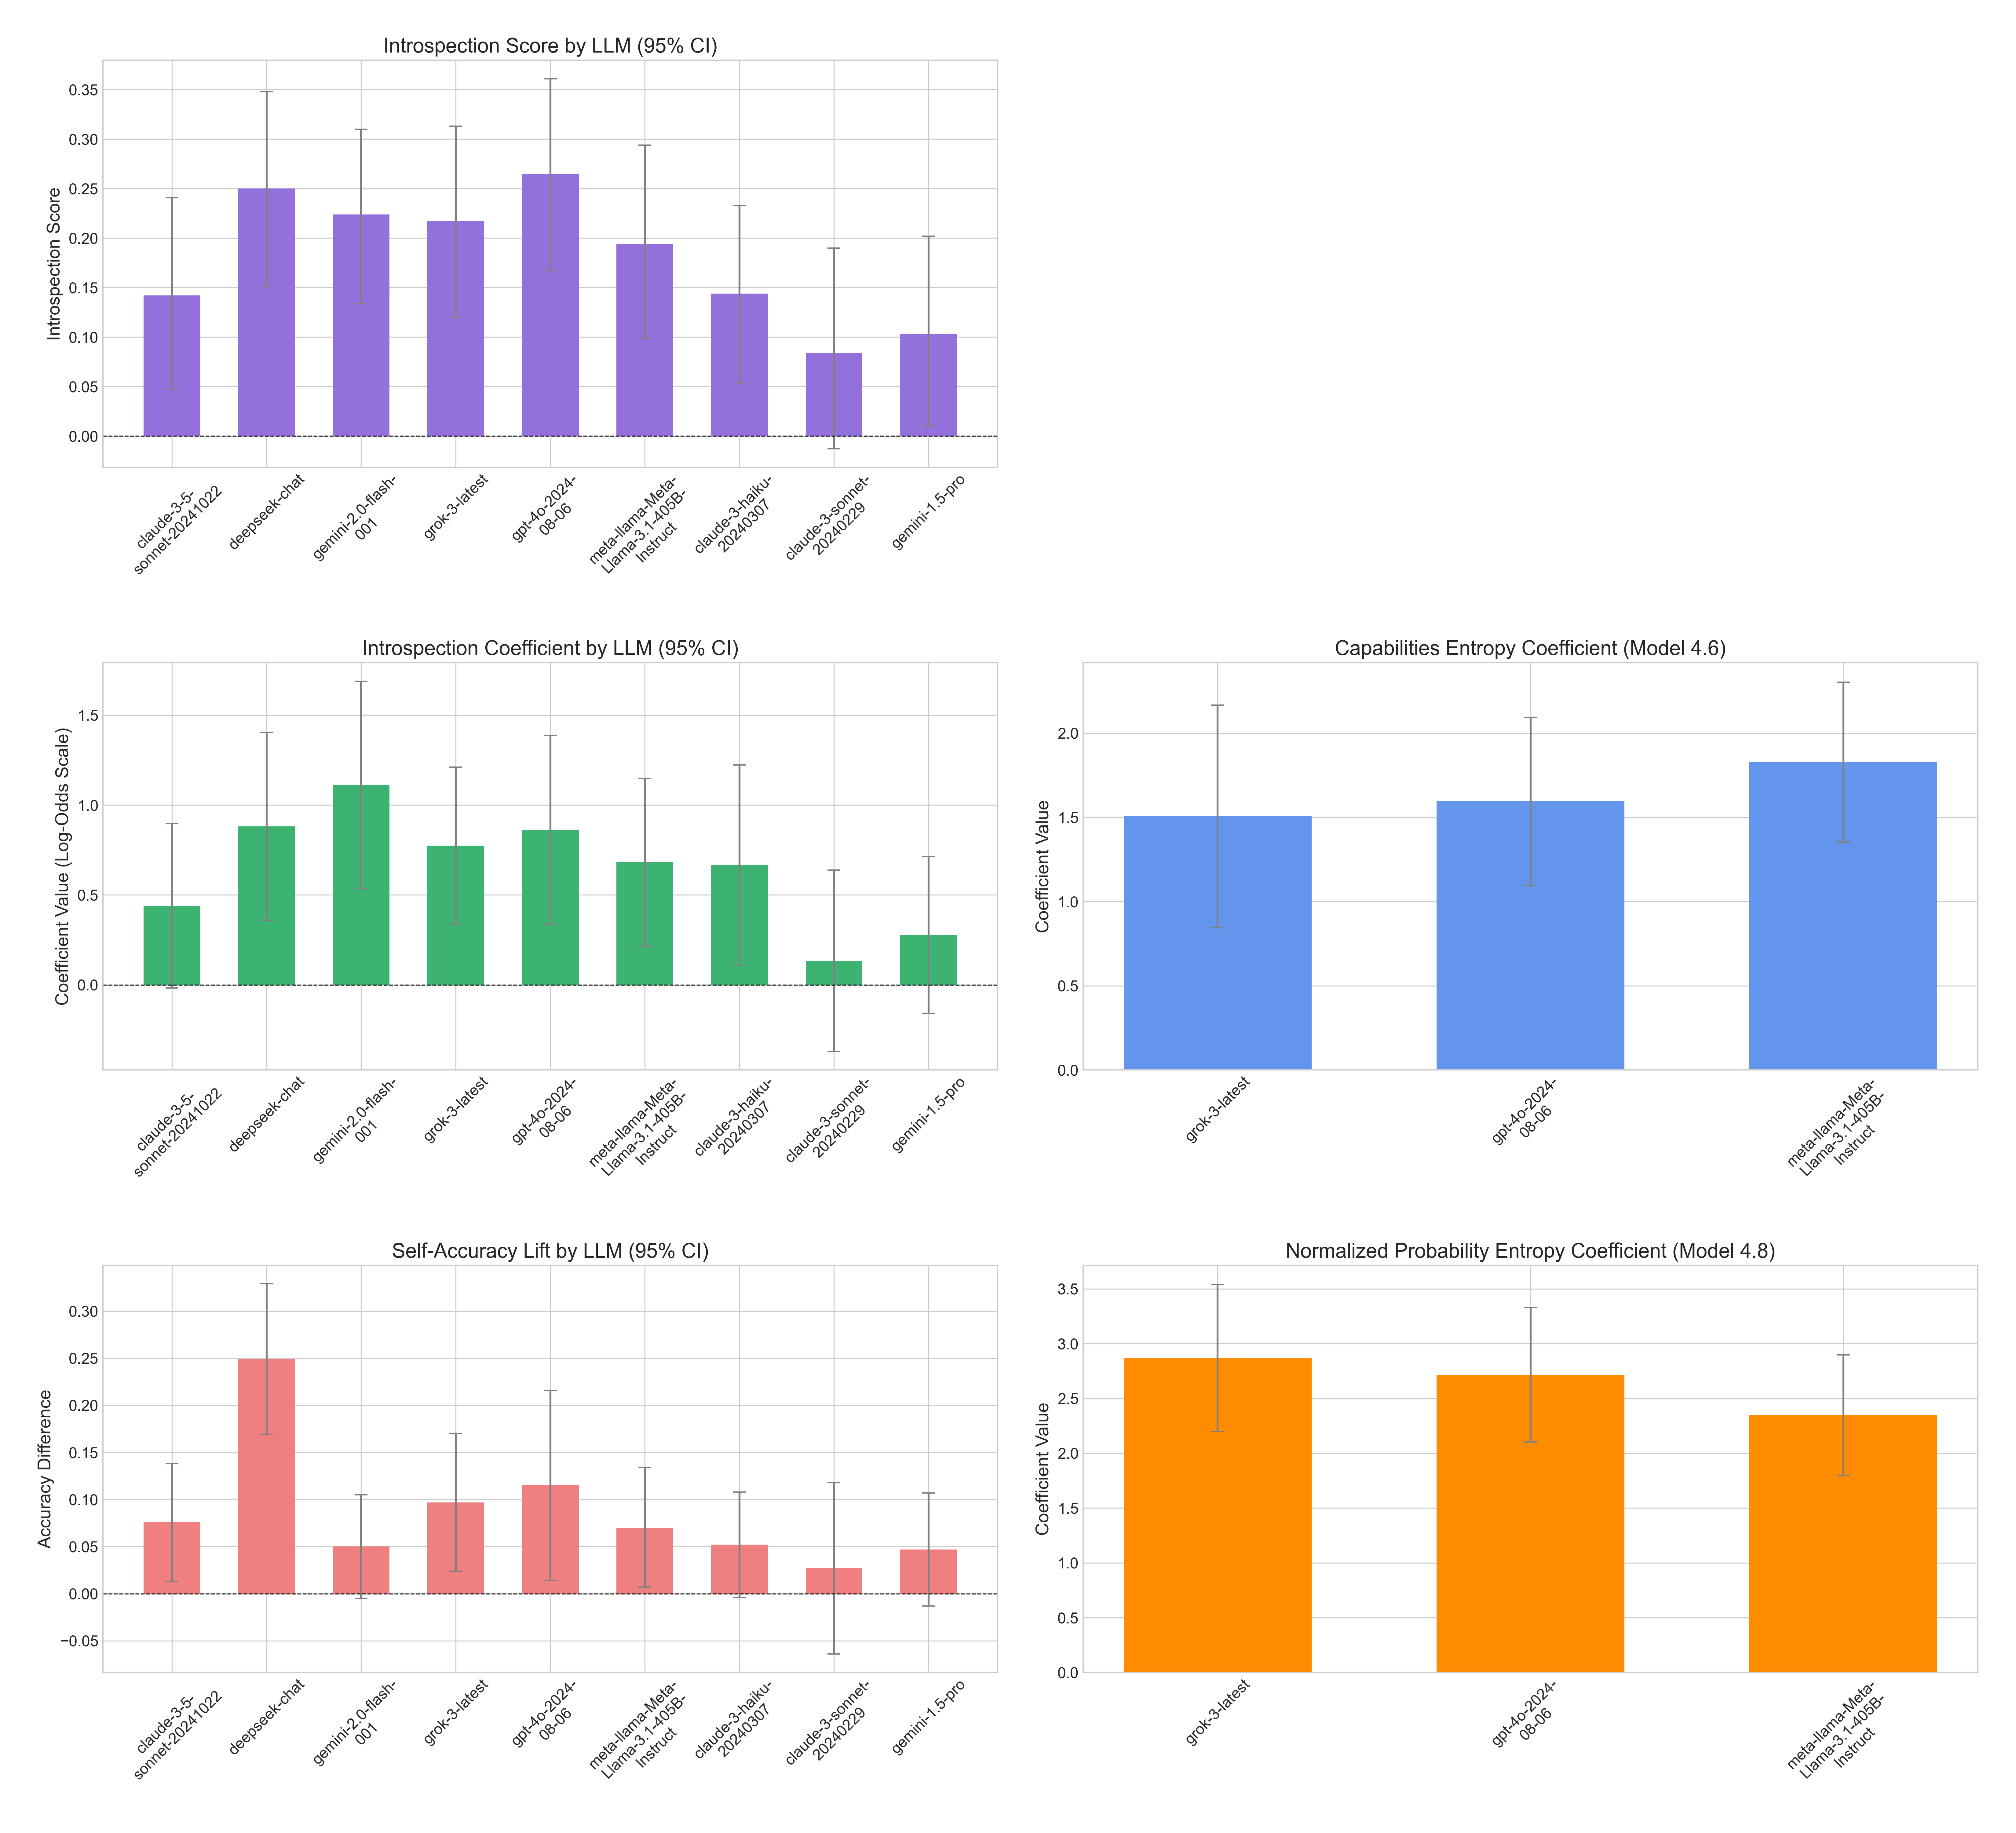 Introspection Score by LLM (95% CI)
Introspection Score
0.35
0.30
0.25
0.20
0.15
0.10
0.05
0.00
claude-3-5-
sonnet-20241022
deepseek-chat
gemini-2.0-flash-
001
grok-3-latest
gpt-4o-2024-
08-06
meta-llama-Meta-
Llama-3.1-405B-
Instruct
claude-3-haiku-
20240307
claude-3-sonnet-
20240229
gemini-1.5-pro
Introspection Coefficient by LLM (95% CI)
Coefficient Value (Log-Odds Scale)
1.5
1.0
0.5
0.0
claude-3-5-
sonnet-20241022
deepseek-chat
gemini-2.0-flash-
001
grok-3-latest
gpt-4o-2024-
08-06
meta-llama-Meta-
Llama-3.1-405B-
Instruct
claude-3-haiku-
20240307
claude-3-sonnet-
20240229
gemini-1.5-pro
Capabilities Entropy Coefficient (Model 4.6)
Coefficient Value
2.0
1.5
1.0
0.5
0.0
grok-3-latest
gpt-4o-2024-
08-06
meta-llama-Meta-
Llama-3.1-405B-
Instruct
Self-Accuracy Lift by LLM (95% CI)
Accuracy Difference
0.30
0.25
0.20
0.15
0.10
0.05
0.00
−0.05
claude-3-5-
sonnet-20241022
deepseek-chat
gemini-2.0-flash-
001
grok-3-latest
gpt-4o-2024-
08-06
meta-llama-Meta-
Llama-3.1-405B-
Instruct
claude-3-haiku-
20240307
claude-3-sonnet-
20240229
gemini-1.5-pro
Normalized Probability Entropy Coefficient (Model 4.8)
Coefficient Value
3.5
3.0
2.5
2.0
1.5
1.0
0.5
0.0
grok-3-latest
gpt-4o-2024-
08-06
meta-llama-Meta-
Llama-3.1-405B-
Instruct